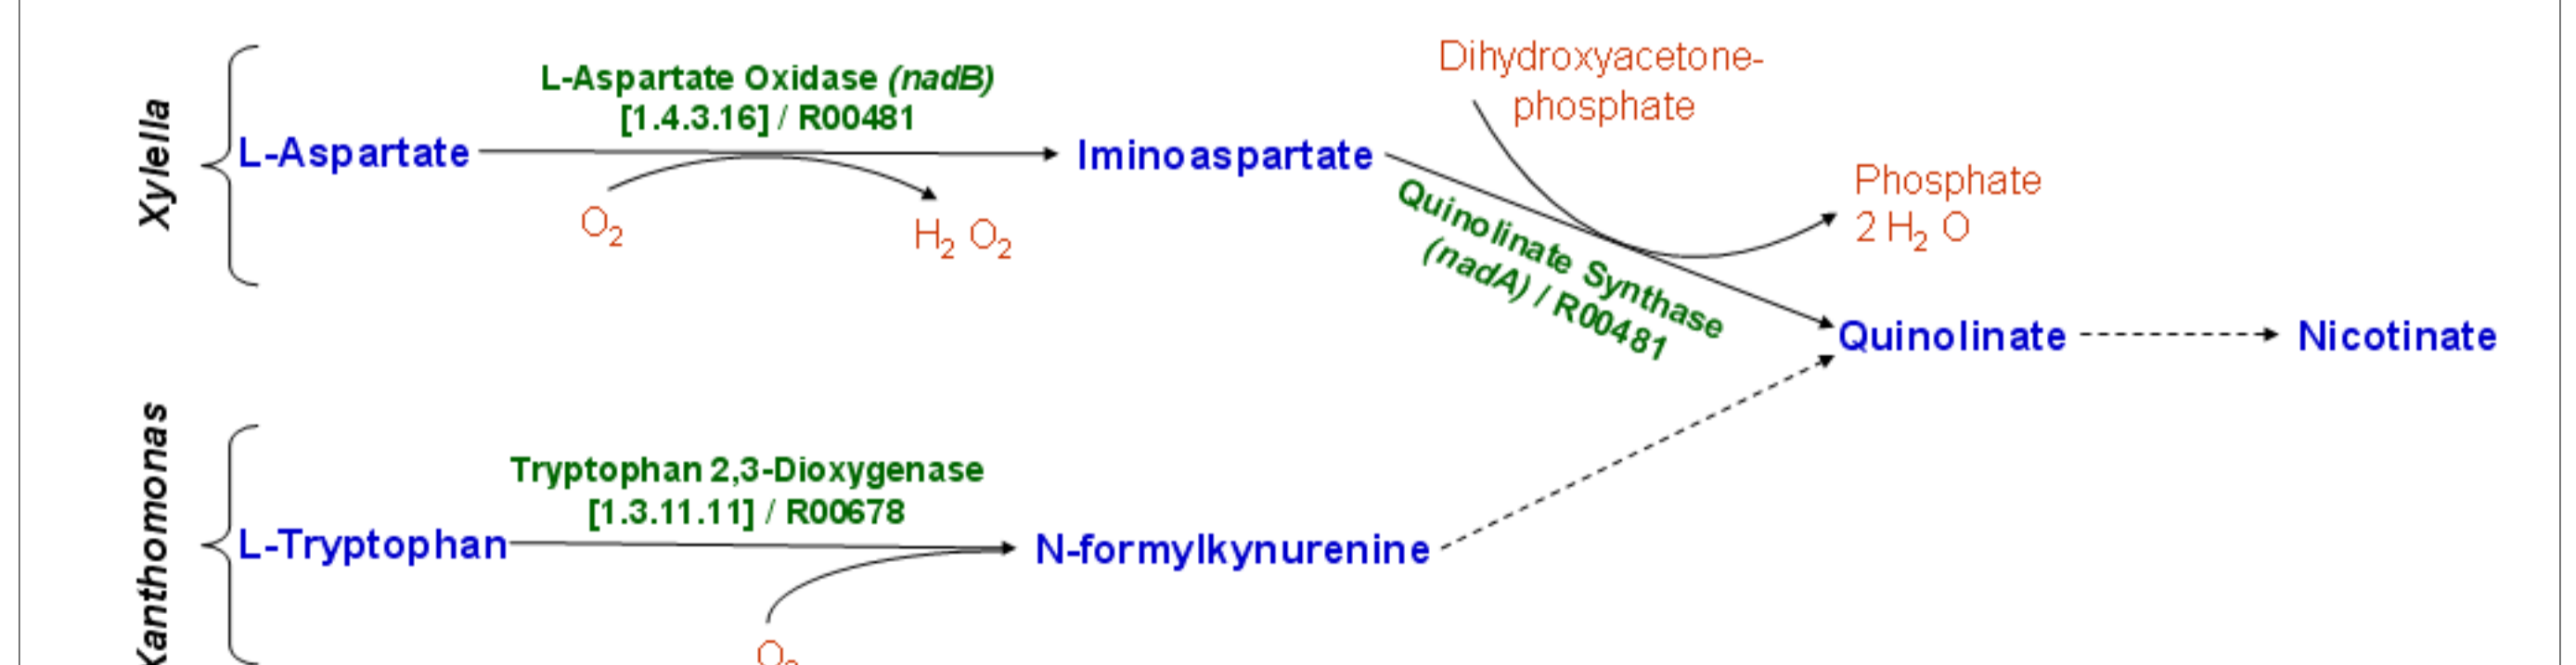 Xylella
L-Aspartate
L-Aspartate Oxidase (nadB)
[1.4.3.16] / R00481
O2
H2 O2
Iminoaspartate
Dihydroxyacetone-
phosphate
Phosphate
2 H2 O
Quinolinate Synthase
(nadA) / R00481
Quinolinate
Nicotinate
Xanthomonas
L-Tryptophan
Tryptophan 2,3-Dioxygenase
[1.3.11.11] / R00678
O2
N-formylkynurenine